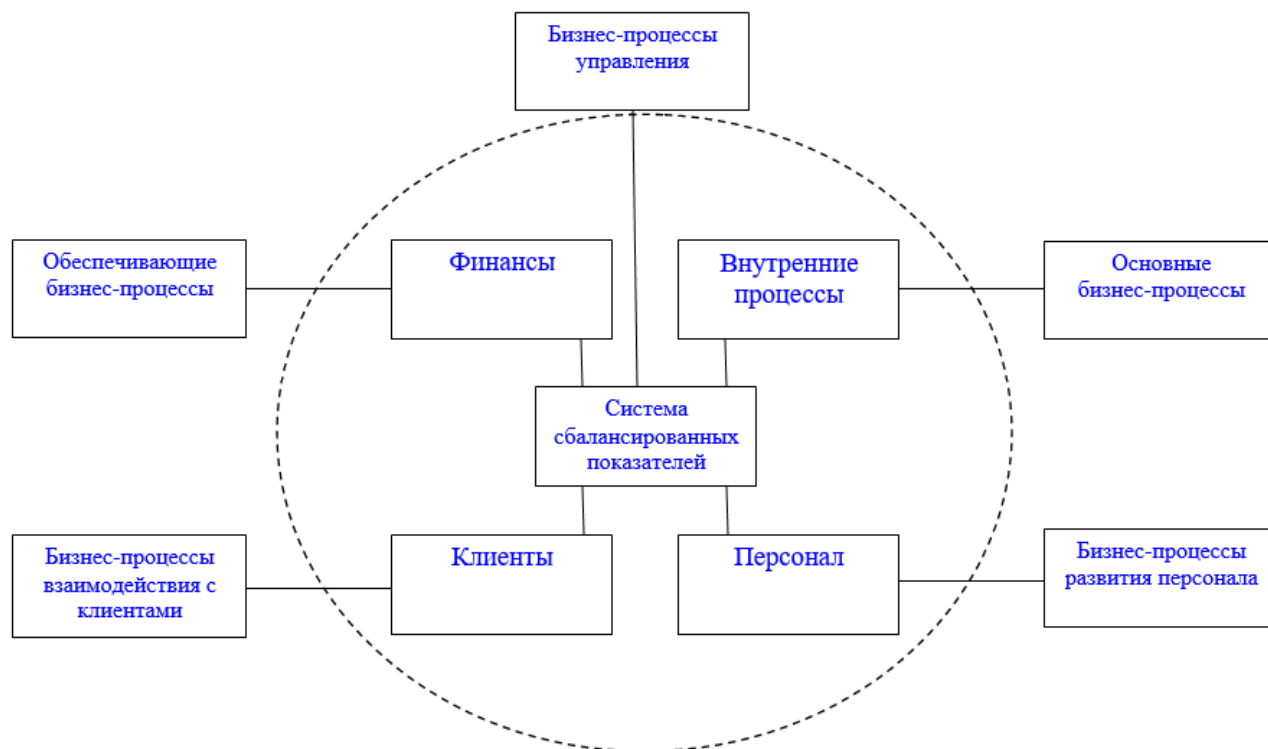 Бизнес-процессы
управления
Обеспечивающие
бизнес-процессы
Финансы
Внутренние
процессы
Основные
бизнес-процессы
Система
сбалансированных
показателей
Бизнес-процессы
взаимодействия с
клиентами
Клиенты
Персонал
Бизнес-процессы
развития персонала